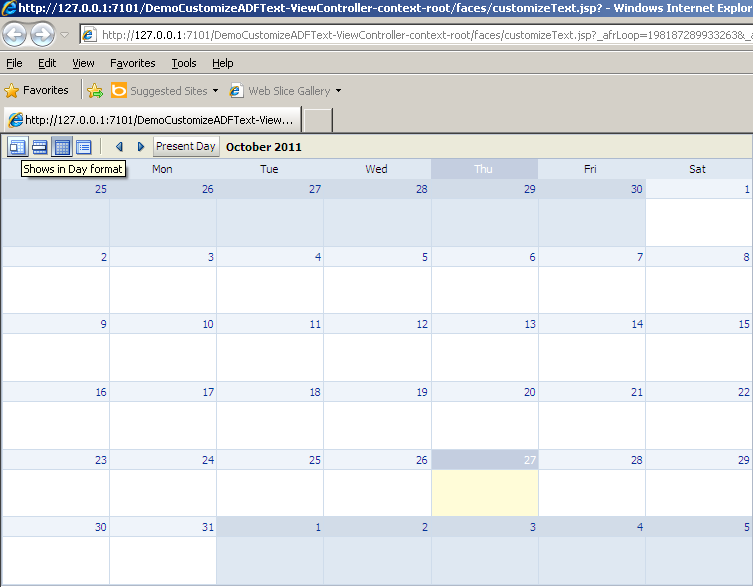 http://127.0.0.1:7101/DemoCustomizeADFText-ViewController-context-root/faces/customizeText.jsp? - Windows Internet Explor
http://127.0.0.1:7101/DemoCustomizeADFText-ViewController-context-root/faces/customizeText.jsp?_afrLoop=198187289933263&_a
File Edit View Favorites Tools Help
Favorites Suggested Sites Web Slice Gallery
http://127.0.0.1:7101/DemoCustomizeADFText-View...
Present Day October 2011
Shows in Day format
Mon Tue Wed Thu Fri Sat
25 26 27 28 29 30 1
2 3 4 5 6 7 8
9 10 11 12 13 14 15
16 17 18 19 20 21 22
23 24 25 26 27 28 29
30 31 1 2 3 4 5